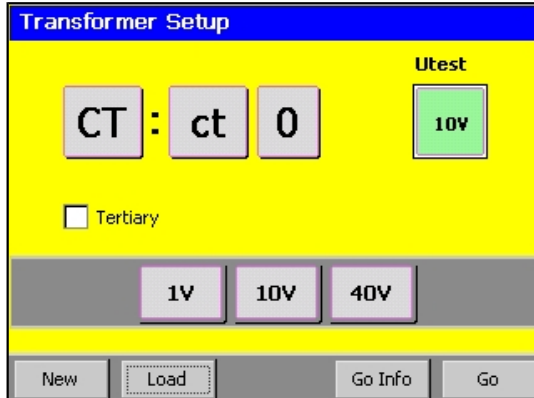 Transformer Setup
Utest
CT : ct 0
10V
Tertiary
1V 10V 40V
New Load Go Info Go